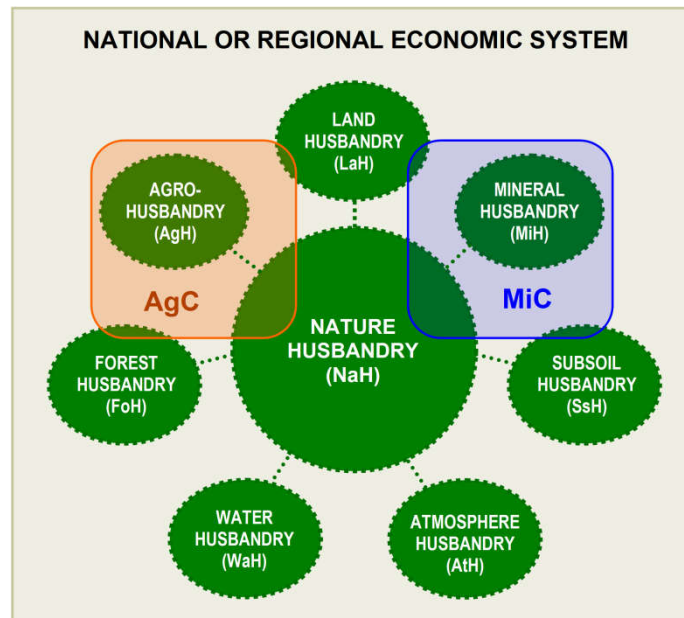 NATIONAL OR REGIONAL ECONOMIC SYSTEM
LAND
HUSBANDRY
(LaH)
AGRO-
HUSBANDRY
(AgH)
MINERAL
HUSBANDRY
(MiH)
AgC
MiC
NATURE
HUSBANDRY
(NaH)
FOREST
HUSBANDRY
(FoH)
SUBSOIL
HUSBANDRY
(SsH)
WATER
HUSBANDRY
(WaH)
ATMOSPHERE
HUSBANDRY
(AtH)